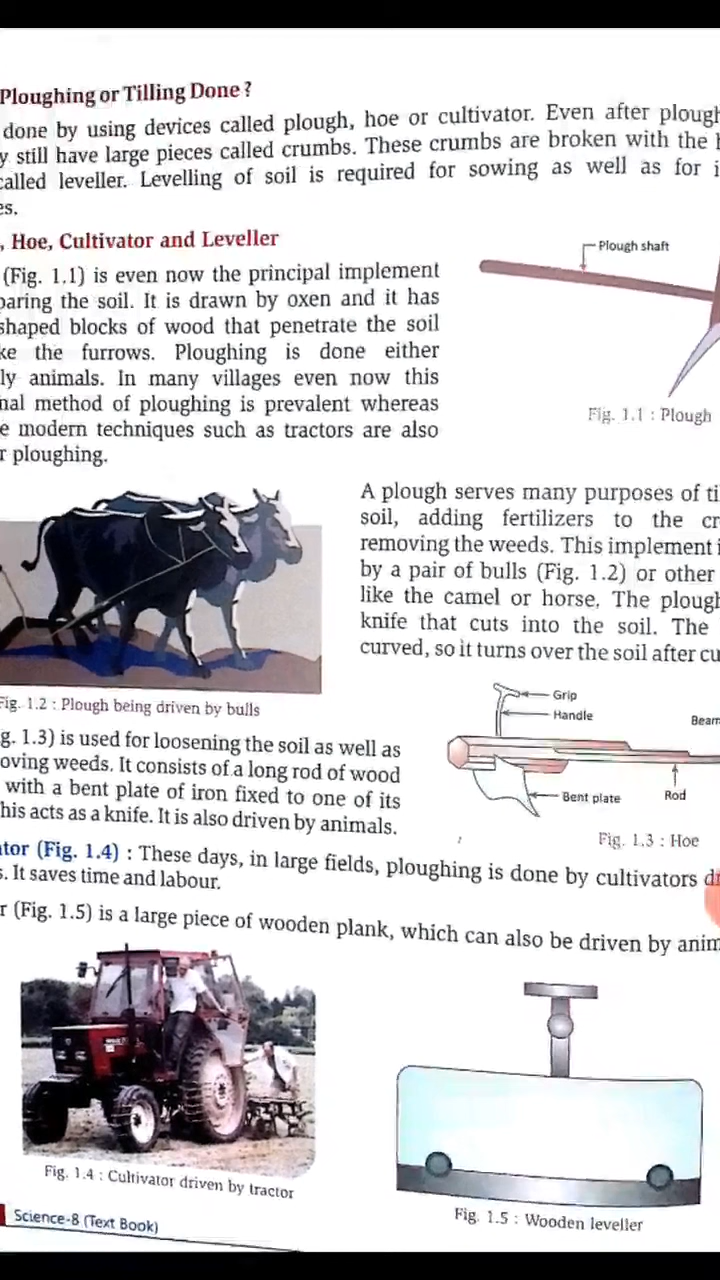 Ploughing or Tilling Done ?
done by using devices called plough, hoe or cultivator. Even after plough
y still have large pieces called crumbs. These crumbs are broken with the
called leveller. Levelling of soil is required for sowing as well as for i
es.
, Hoe, Cultivator and Leveller
(Fig. 1.1) is even now the principal implement
paring the soil. It is drawn by oxen and it has
shaped blocks of wood that penetrate the soil
ke the furrows. Ploughing is done either
ly animals. In many villages even now this
nal method of ploughing is prevalent whereas
e modern techniques such as tractors are also
r ploughing.
Plough shaft
Fig. 1.1 : Plough
A plough serves many purposes of ti
soil, adding fertilizers to the cr
removing the weeds. This implement i
by a pair of bulls (Fig. 1.2) or other
like the camel or horse. The plough
knife that cuts into the soil. The
curved, so it turns over the soil after cu
Fig. 1.2 : Plough being driven by bulls
g. 1.3) is used for loosening the soil as well as
oving weeds. It consists of a long rod of wood
with a bent plate of iron fixed to one of its
his acts as a knife. It is also driven by animals.
Grip
Handle
Beam
Bent plate
Rod
Fig. 1.3 : Hoe
ator (Fig. 1.4) : These days, in large fields, ploughing is done by cultivators dr
s. It saves time and labour.
r (Fig. 1.5) is a large piece of wooden plank, which can also be driven by anim
Fig. 1.4 : Cultivator driven by tractor
Fig. 1.5 : Wooden leveller
Science-8 (Text Book)